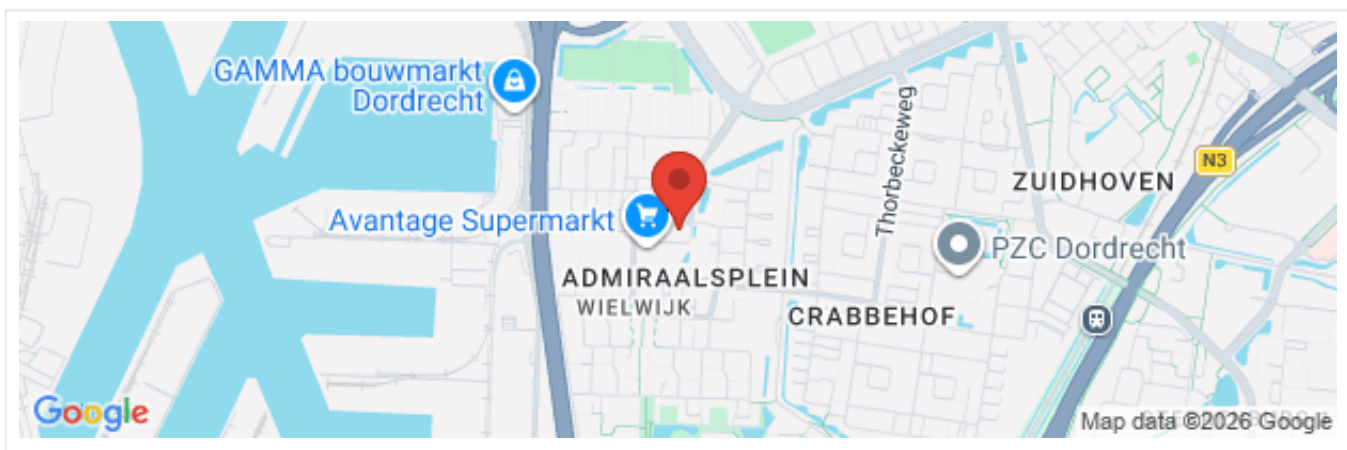 GAMMA bouwmarkt
Dordrecht
Thorbeckeweg
N3
ZUIDHOVEN
Avantage Supermarkt
PZC Dordrecht
ADMIRAALSPLEIN
WIELWIJK
CRABBEHOF
Google
Map data ©2026 Google